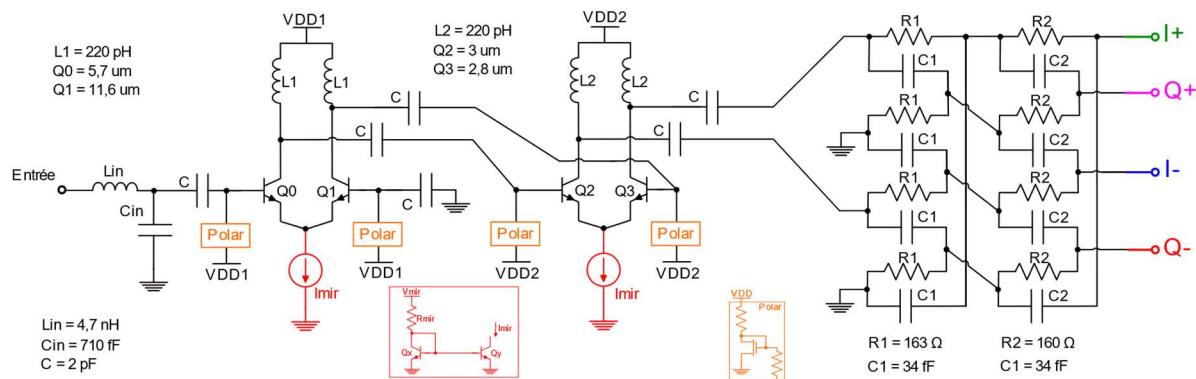 VDD1
VDD2
L1 = 220 pH
Q0 = 5,7 um
Q1 = 11,6 um
L2 = 220 pH
Q2 = 3 um
Q3 = 2,8 um
L1
L1
L2
L2
C
C
C
C
R1
R2
I+
C1
C2
Q+
R1
R2
C1
C2
I-
R1
R2
C1
C2
Q-
R1
R2
C1
C2
Entrée
Lin
Cin
C
Q0
Q1
C
Q2
Q3
Polar
Polar
Polar
Polar
VDD1
VDD1
VDD2
VDD2
Imir
Imir
Vmir
Rmir
Imir
Qx
Qy
VDD
Polar
Lin = 4,7 nH
Cin = 710 fF
C = 2 pF
R1 = 163 Ω
C1 = 34 fF
R2 = 160 Ω
C1 = 34 fF